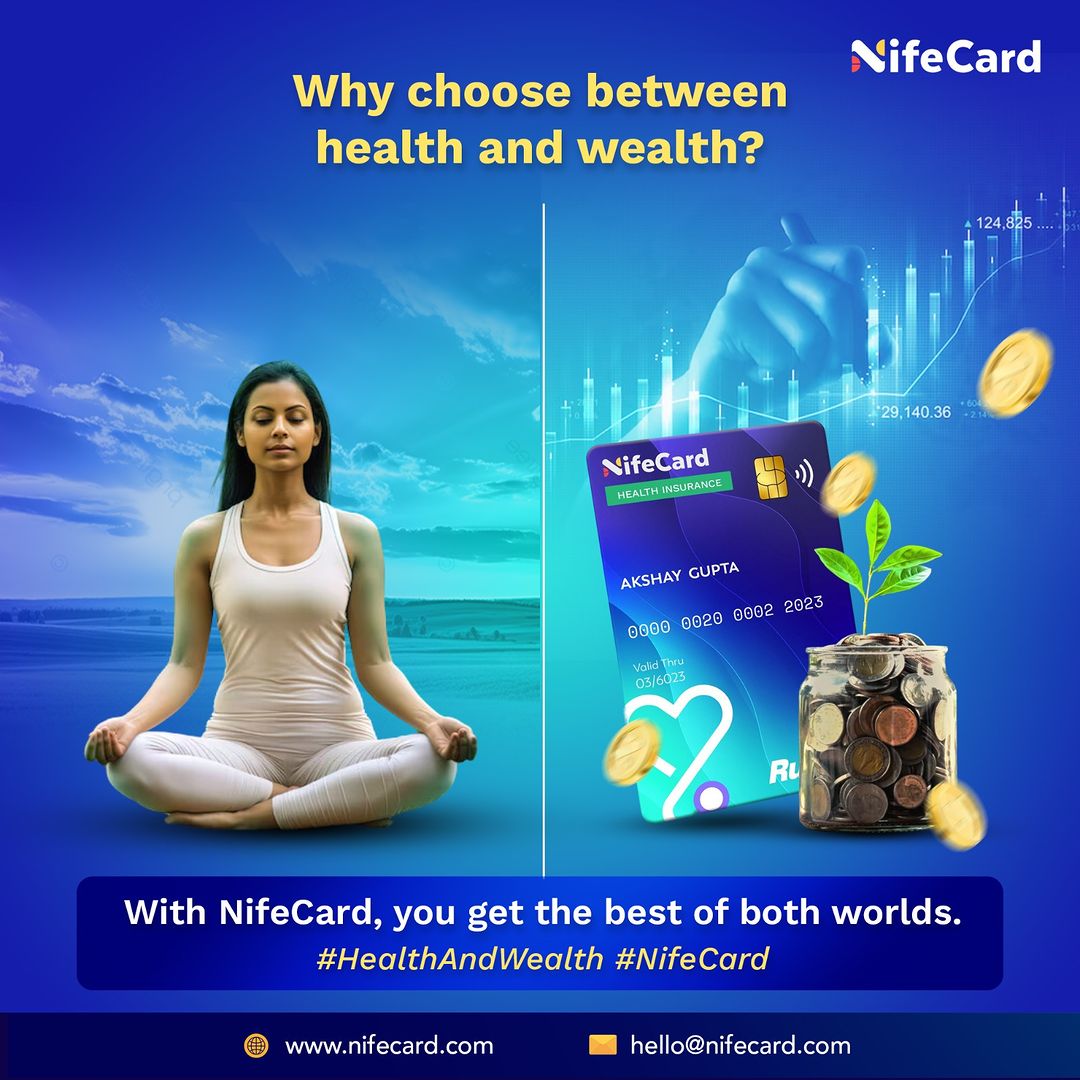 NifeCard
Why choose between
health and wealth?
124,825 ....
29,140.36
NifeCard
HEALTH INSURANCE
AKSHAY GUPTA
0000 0020 0002 2023
Valid Thru
03/6023
Ru
With NifeCard, you get the best of both worlds.
#HealthAndWealth #NifeCard
www.nifecard.com
hello@nifecard.com